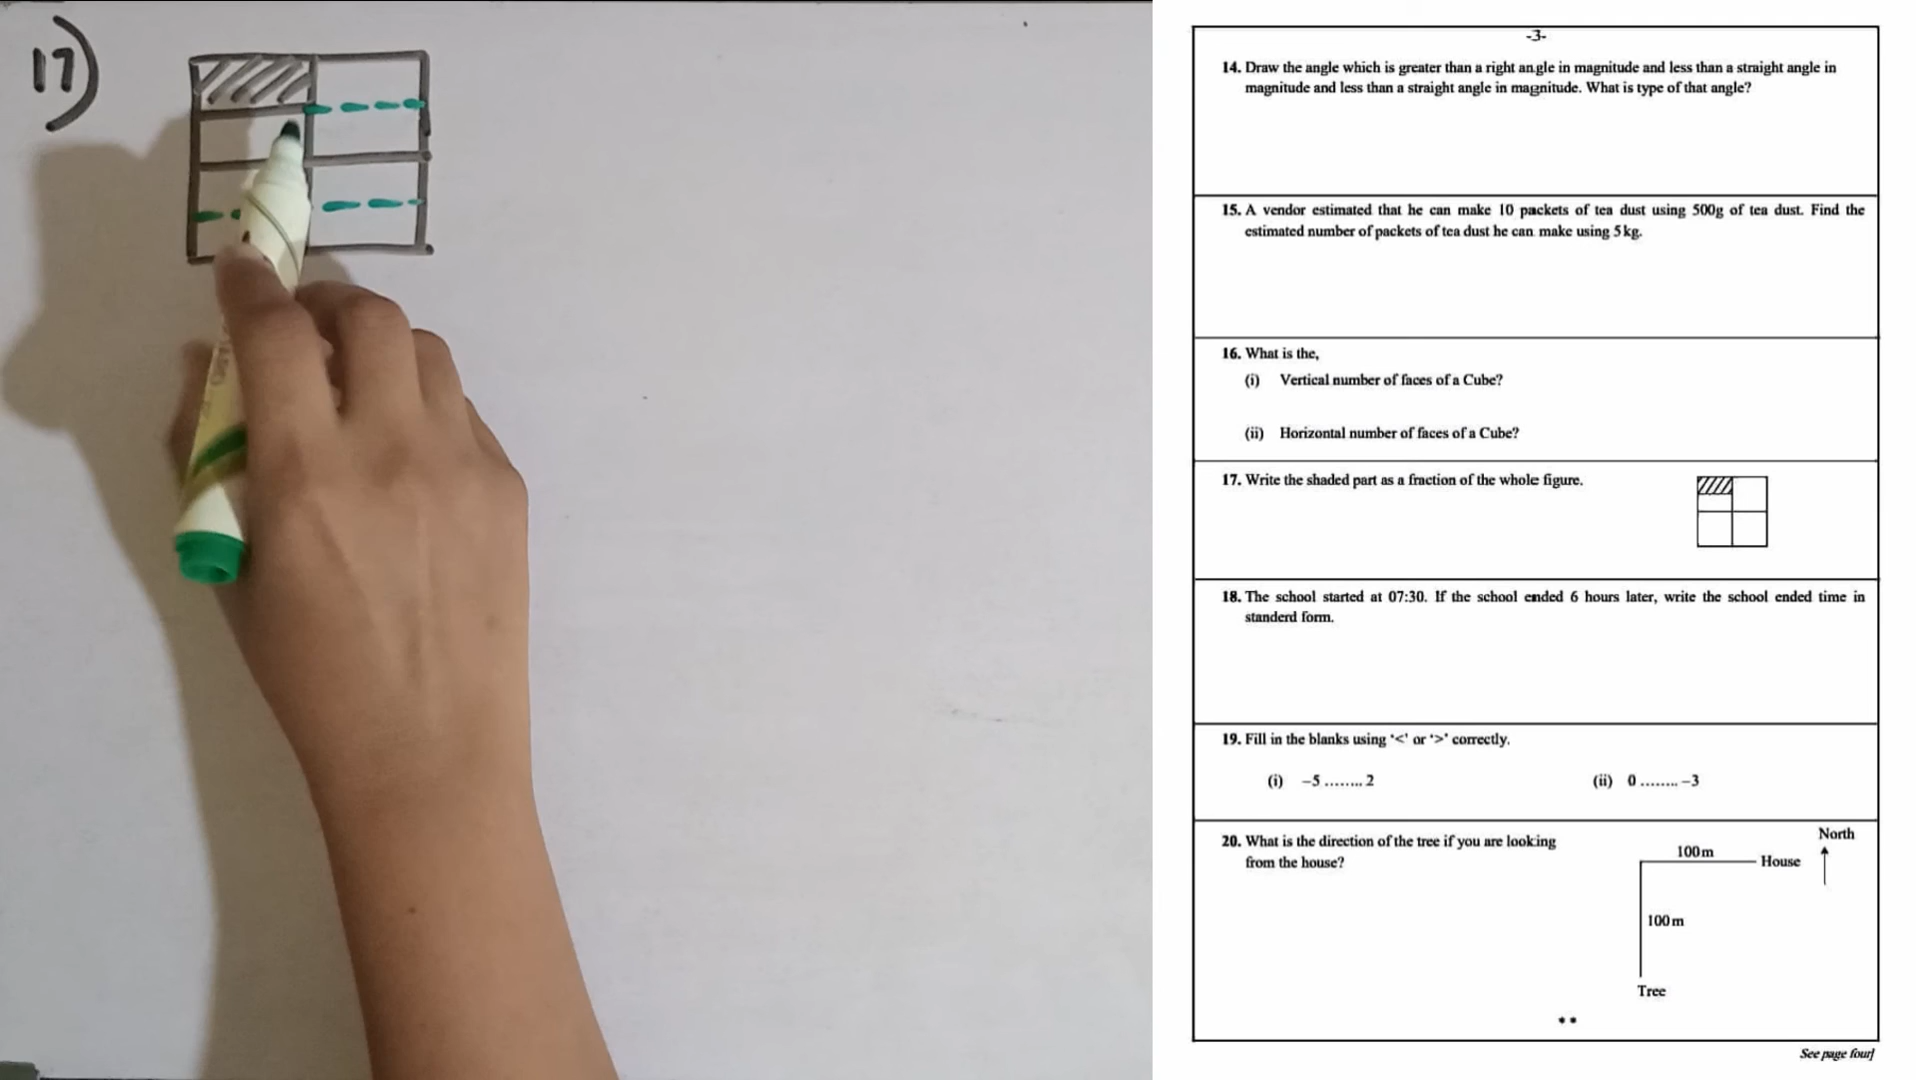 17)
-3-
14. Draw the angle which is greater than a right angle in magnitude and less than a straight angle in
magnitude and less than a straight angle in magnitude. What is type of that angle?
15. A vendor estimated that he can make 10 packets of tea dust using 500g of tea dust. Find the
estimated number of packets of tea dust he can make using 5 kg.
16. What is the,
(i) Vertical number of faces of a Cube?
(ii) Horizontal number of faces of a Cube?
17. Write the shaded part as a fraction of the whole figure.
18. The school started at 07:30. If the school ended 6 hours later, write the school ended time in
standerd form.
19. Fill in the blanks using '<' or '>' correctly.
(i) −5 ........ 2 (ii) 0 ........ −3
20. What is the direction of the tree if you are looking
from the house?
North
100m
House
100m
Tree
**
See page four]